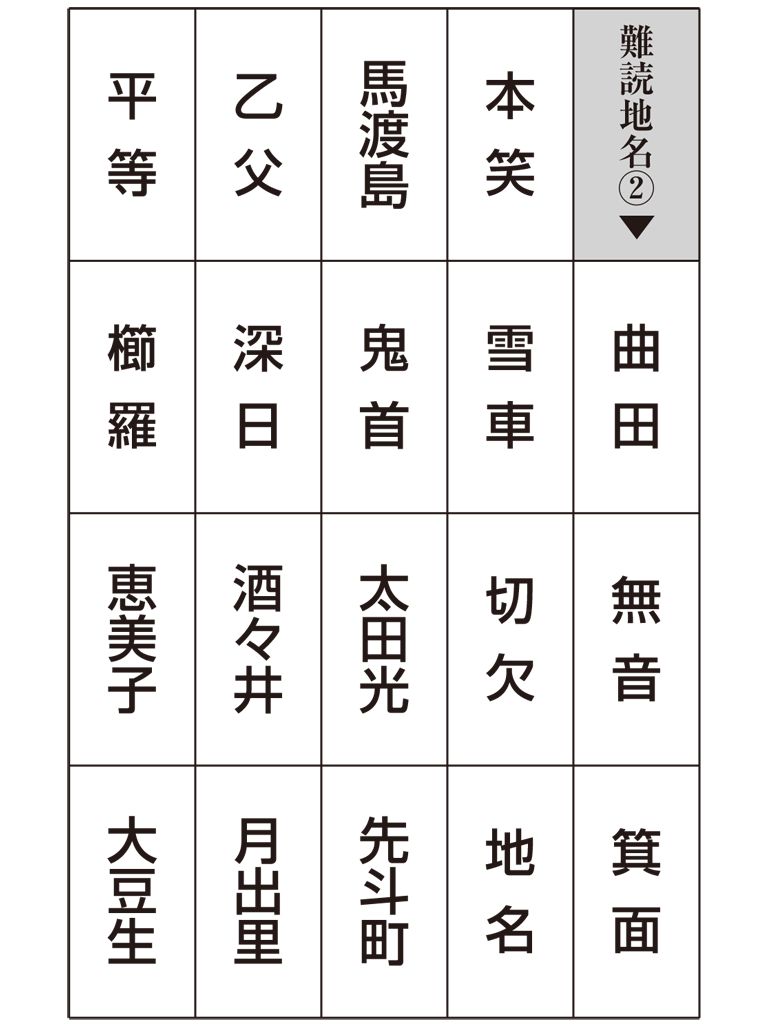 難読地名②▼
曲田
無音
箕面
本笑
雪車
切欠
地名
馬渡島
鬼首
太田光
先斗町
乙父
深日
酒々井
月出里
平等
櫛羅
恵美子
大豆生